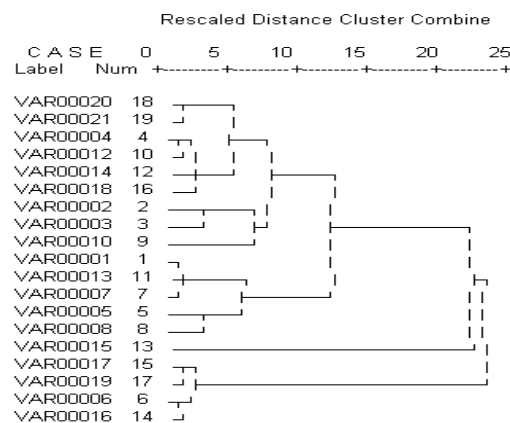 Rescaled Distance Cluster Combine
C A S E 0 5 10 15 20 25
Label Num +---------+---------+---------+---------+---------+
VAR00020 18
VAR00021 19
VAR00004 4
VAR00012 10
VAR00014 12
VAR00018 16
VAR00002 2
VAR00003 3
VAR00010 9
VAR00001 1
VAR00013 11
VAR00007 7
VAR00005 5
VAR00008 8
VAR00015 13
VAR00017 15
VAR00019 17
VAR00006 6
VAR00016 14